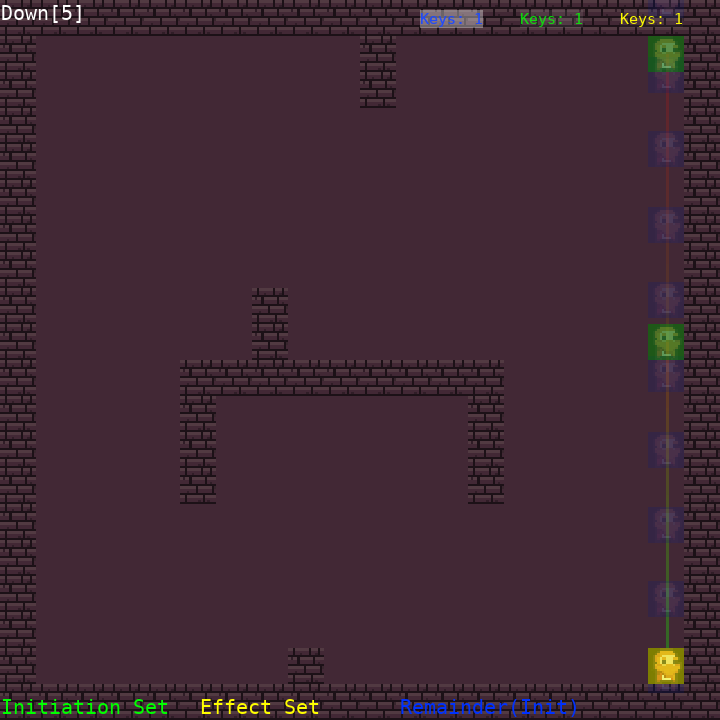 Down[5]
Keys: 1 Keys: 1 Keys: 1
Initiation Set Effect Set Remainder(Init)